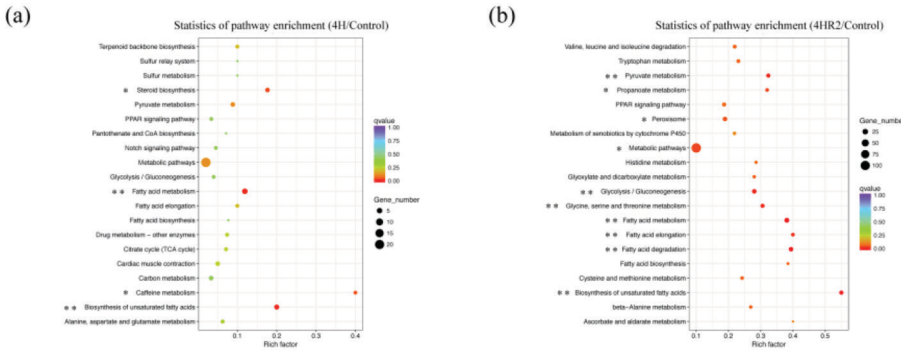 (a)
Statistics of pathway enrichment (4H/Control)
Terpenoid backbone biosynthesis
Sulfur relay system
Sulfur metabolism
* Steroid biosynthesis
Pyruvate metabolism
PPAR signaling pathway
Pantothenate and CoA biosynthesis
Notch signaling pathway
Metabolic pathways
Glycolysis / Gluconeogenesis
** Fatty acid metabolism
Fatty acid elongation
Fatty acid biosynthesis
Drug metabolism - other enzymes
Citrate cycle (TCA cycle)
Cardiac muscle contraction
Carbon metabolism
* Caffeine metabolism
** Biosynthesis of unsaturated fatty acids
Alanine, aspartate and glutamate metabolism
0.1 0.2 0.3 0.4
Rich factor
qvalue
1.00
0.75
0.50
0.25
0.00
Gene_number
5
10
15
20
(b)
Statistics of pathway enrichment (4HR2/Control)
Valine, leucine and isoleucine degradation
Tryptophan metabolism
** Pyruvate metabolism
* Propanoate metabolism
PPAR signaling pathway
* Peroxisome
Metabolism of xenobiotics by cytochrome P450
* Metabolic pathways
Histidine metabolism
Glyoxylate and dicarboxylate metabolism
** Glycolysis / Gluconeogenesis
** Glycine, serine and threonine metabolism
** Fatty acid metabolism
** Fatty acid elongation
** Fatty acid degradation
Fatty acid biosynthesis
Cysteine and methionine metabolism
** Biosynthesis of unsaturated fatty acids
beta-Alanine metabolism
Ascorbate and aldarate metabolism
0.1 0.2 0.3 0.4 0.5
Rich factor
Gene_number
25
50
75
100
qvalue
1.00
0.75
0.50
0.25
0.00